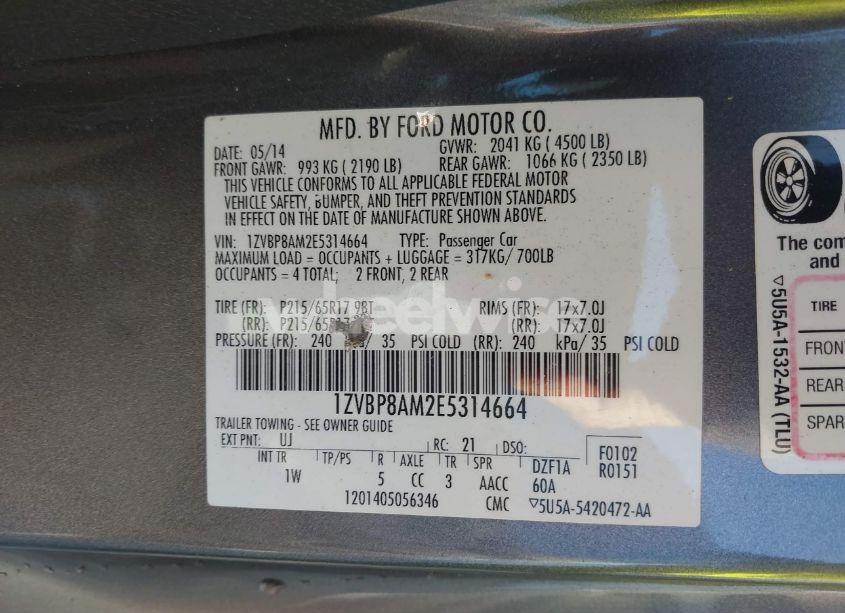 MFD. BY FORD MOTOR CO.
DATE: 05/14 GVWR: 2041 KG ( 4500 LB)
FRONT GAWR: 993 KG ( 2190 LB) REAR GAWR: 1066 KG ( 2350 LB)
THIS VEHICLE CONFORMS TO ALL APPLICABLE FEDERAL MOTOR
VEHICLE SAFETY, BUMPER, AND THEFT PREVENTION STANDARDS
IN EFFECT ON THE DATE OF MANUFACTURE SHOWN ABOVE.
VIN: 1ZVBP8AM2E5314664 TYPE: Passenger Car
MAXIMUM LOAD = OCCUPANTS + LUGGAGE = 317KG/ 700LB
OCCUPANTS = 4 TOTAL; 2 FRONT, 2 REAR
TIRE (FR): P215/65R17 98T RIMS (FR): 17x7.0J
(RR): P215/65R17 (RR): 17x7.0J
PRESSURE (FR): 240 kPa/ 35 PSI COLD (RR): 240 kPa/ 35 PSI COLD
1ZVBP8AM2E5314664
TRAILER TOWING - SEE OWNER GUIDE
EXT PNT: UJ RC: 21 DSO: F0102
INT TR TP/PS R AXLE TR SPR DZF1A R0151
1W 5 CC 3 AACC 60A
1201405056346 CMC ▽5U5A-5420472-AA
▽5U5A-1532-AA (TLU)
The com
and
TIRE
FRONT
REAR
SPAR